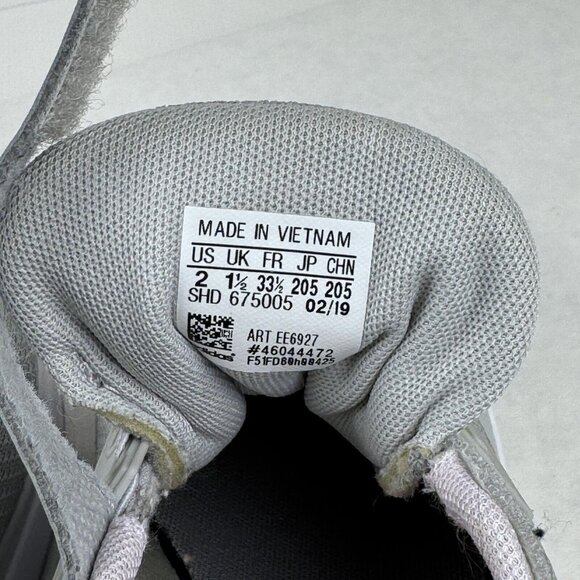 MADE IN VIETNAM
US UK FR JP CHN
2 1½ 33½ 205 205
SHD 675005 02/19
ART EE6927
#46044472
adidas